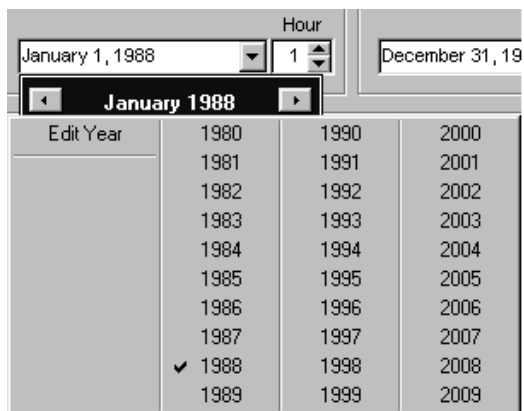 Hour
January 1, 1988 1 December 31, 19
January 1988
Edit Year 1980 1990 2000
1981 1991 2001
1982 1992 2002
1983 1993 2003
1984 1994 2004
1985 1995 2005
1986 1996 2006
1987 1997 2007
1988 1998 2008
1989 1999 2009